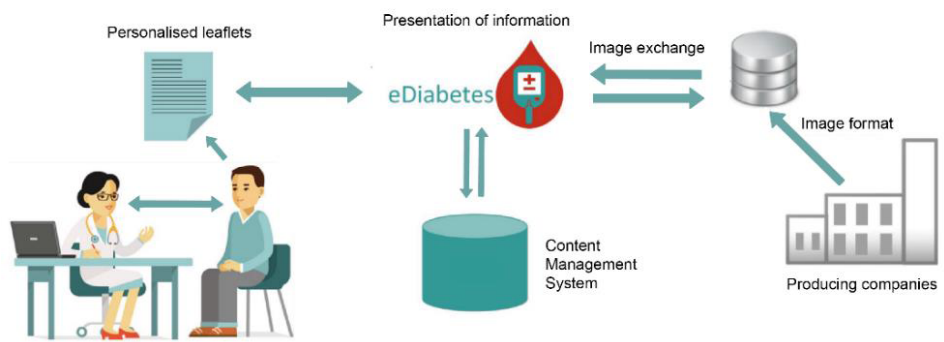 Presentation of information
Personalised leaflets
Image exchange
eDiabetes
Image format
Content
Management
System
Producing companies